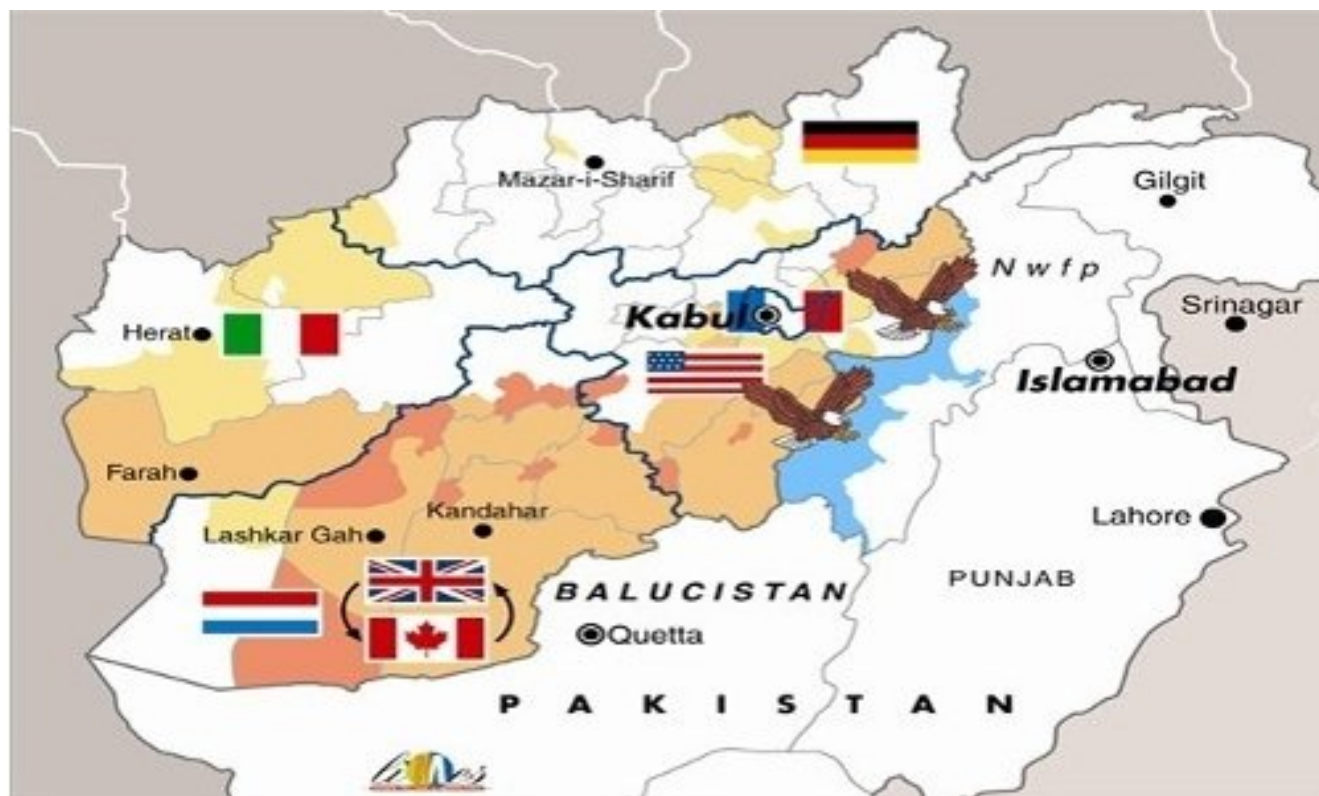 Mazar-i-Sharif
Gilgit
Nwfp
Srinagar
Herat
Kabul
Islamabad
Farah
Lashkar Gah
Kandahar
Lahore
BALUCISTAN
PUNJAB
Quetta
PAKISTAN